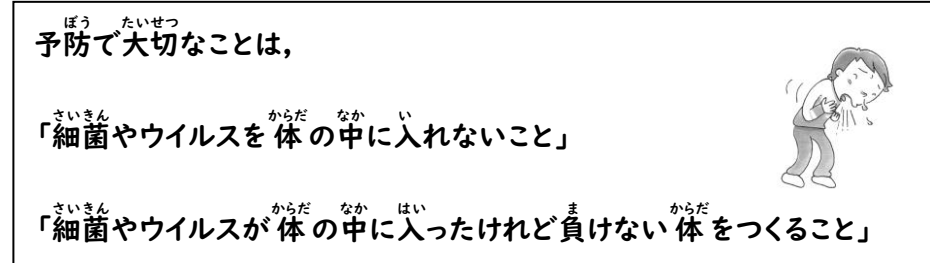 予防で大切なことは,
「細菌やウイルスを体の中に入れないこと」
「細菌やウイルスが体の中に入ったけれど負けない体をつくること」